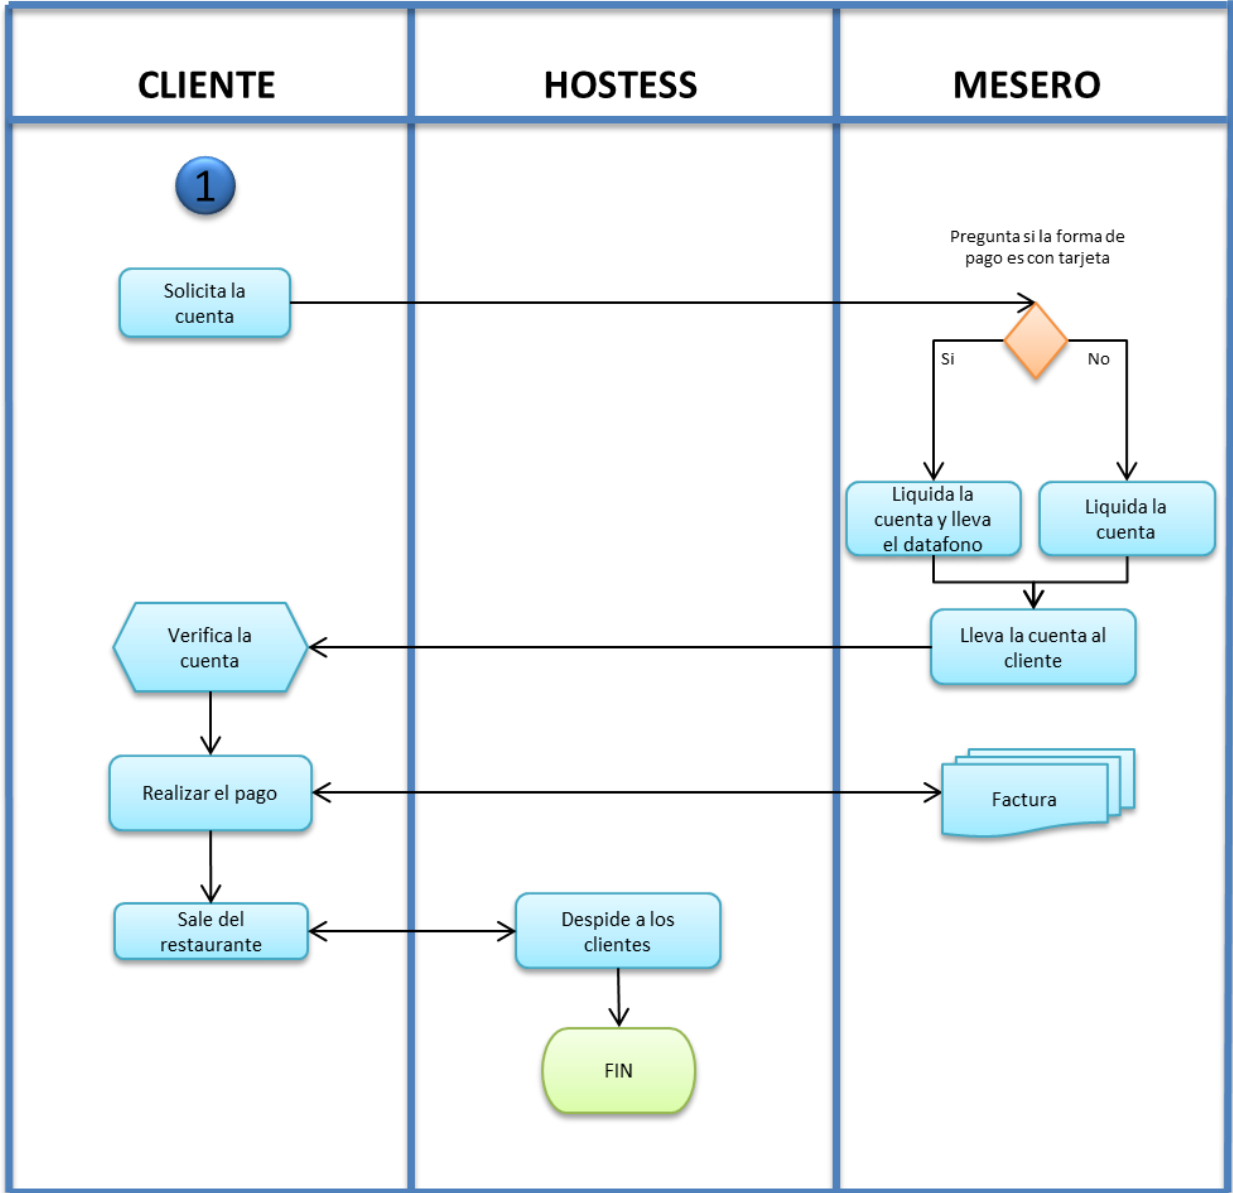 CLIENTE
HOSTESS
MESERO
1
Pregunta si la forma de
pago es con tarjeta
Solicita la
cuenta
Si
No
Liquida la
cuenta y lleva
el datafono
Liquida la
cuenta
Verifica la
cuenta
Lleva la cuenta al
cliente
Realizar el pago
Factura
Sale del
restaurante
Despide a los
clientes
FIN